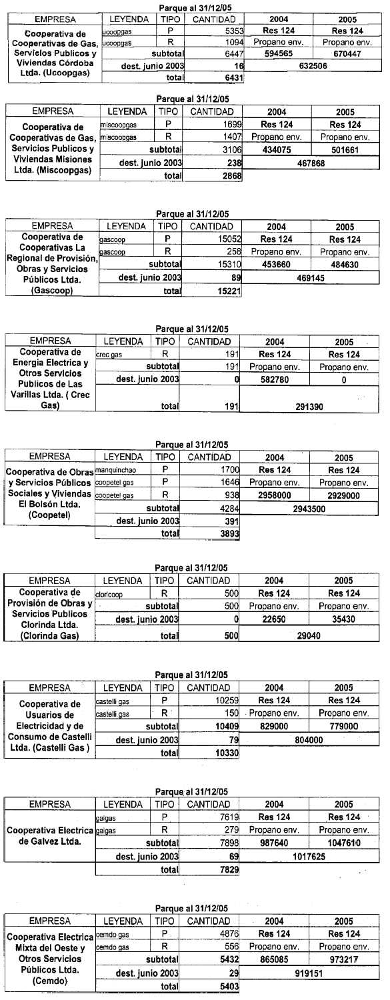 Parque al 31/12/05
EMPRESA LEYENDA TIPO CANTIDAD 2004 2005
Cooperativa de Cooperativas de Gas, Servicios Publicos y Viviendas Córdoba Ltda. (Ucoopgas)
ucoopgas P 5353 Res 124 Res 124
ucoopgas R 1094 Propano env. Propano env.
subtotal 6447 594565 670447
dest. junio 2003 16 632506
total 6431
Parque al 31/12/05
EMPRESA LEYENDA TIPO CANTIDAD 2004 2005
Cooperativa de Cooperativas de Gas, Servicios Publicos y Viviendas Misiones Ltda. (Miscoopgas)
miscoopgas P 1699 Res 124 Res 124
miscoopgas R 1407 Propano env. Propano env.
subtotal 3106 434075 501661
dest. junio 2003 238 467868
total 2868
Parque al 31/12/05
EMPRESA LEYENDA TIPO CANTIDAD 2004 2005
Cooperativa de Cooperativas La Regional de Provisión, Obras y Servicios Públicos Ltda. (Gascoop)
gascoop P 15052 Res 124 Res 124
gascoop R 258 Propano env. Propano env.
subtotal 15310 453660 484630
dest. junio 2003 89 469145
total 15221
Parque al 31/12/05
EMPRESA LEYENDA TIPO CANTIDAD 2004 2005
Cooperativa de Energia Electrica y Otros Servicios Publicos de Las Varillas Ltda. ( Crec Gas)
crec gas R 191 Res 124 Res 124
subtotal 191 Propano env. Propano env.
dest. junio 2003 0 582780 0
total 191 291390
Parque al 31/12/05
EMPRESA LEYENDA TIPO CANTIDAD 2004 2005
Cooperativa de Obras y Servicios Públicos Sociales y Viviendas El Bolsón Ltda. (Coopetel)
manquinchao P 1700 Res 124 Res 124
coopetel gas P 1646 Propano env. Propano env.
coopetel gas R 938 2958000 2929000
subtotal 4284 2943500
dest. junio 2003 391
total 3893
Parque al 31/12/05
EMPRESA LEYENDA TIPO CANTIDAD 2004 2005
Cooperativa de Provisión de Obras y Servicios Publicos Clorinda Ltda. (Clorinda Gas)
cloricoop R 500 Res 124 Res 124
subtotal 500 Propano env. Propano env.
dest. junio 2003 0 22650 35430
total 500 29040
Parque al 31/12/05
EMPRESA LEYENDA TIPO CANTIDAD 2004 2005
Cooperativa de Usuarios de Electricidad y de Consumo de Castelli Ltda. (Castelli Gas )
castelli gas P 10259 Res 124 Res 124
castelli gas R 150 Propano env. Propano env.
subtotal 10409 829000 779000
dest. junio 2003 79 804000
total 10330
Parque al 31/12/05
EMPRESA LEYENDA TIPO CANTIDAD 2004 2005
Cooperativa Electrica de Galvez Ltda.
galgas P 7619 Res 124 Res 124
galgas R 279 Propano env. Propano env.
subtotal 7898 987640 1047610
dest. junio 2003 69 1017625
total 7829
Parque al 31/12/05
EMPRESA LEYENDA TIPO CANTIDAD 2004 2005
Cooperativa Electrica Mixta del Oeste y Otros Servicios Públicos Ltda. (Cemdo)
cemdo gas P 4876 Res 124 Res 124
cemdo gas R 556 Propano env. Propano env.
subtotal 5432 865085 973217
dest. junio 2003 29 919151
total 5403